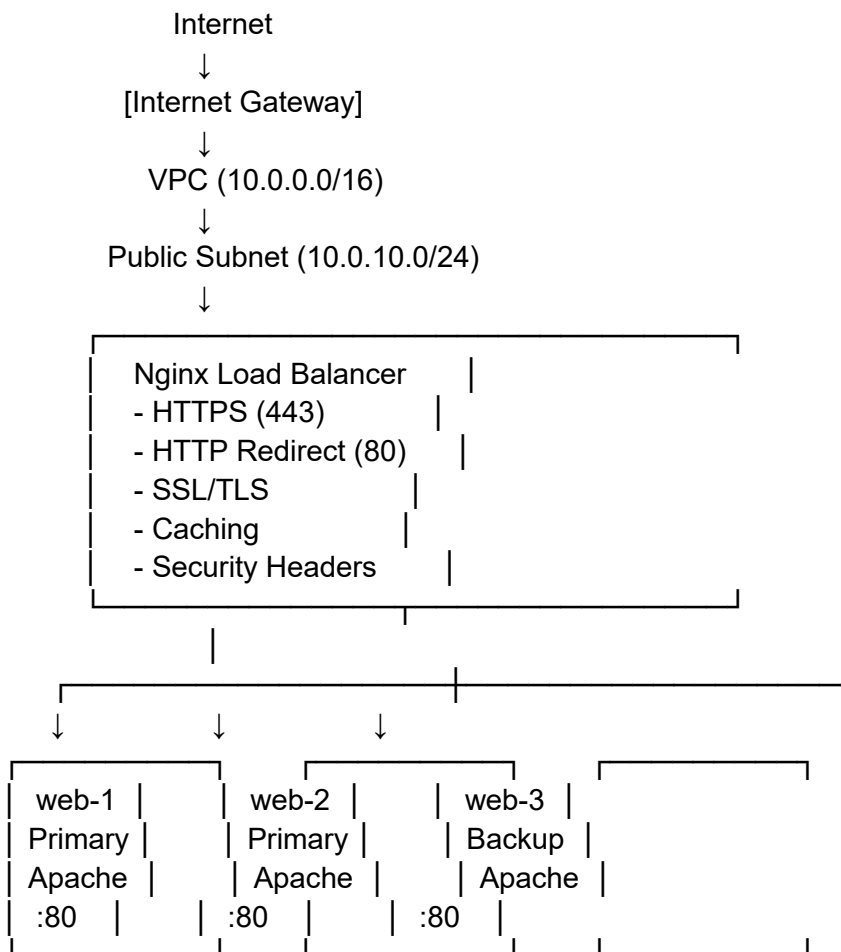 Internet
↓
[Internet Gateway]
↓
VPC (10.0.0.0/16)
↓
Public Subnet (10.0.10.0/24)
↓
Nginx Load Balancer
- HTTPS (443)
- HTTP Redirect (80)
- SSL/TLS
- Caching
- Security Headers
↓ ↓ ↓
web-1 web-2 web-3
Primary Primary Backup
Apache Apache Apache
:80 :80 :80